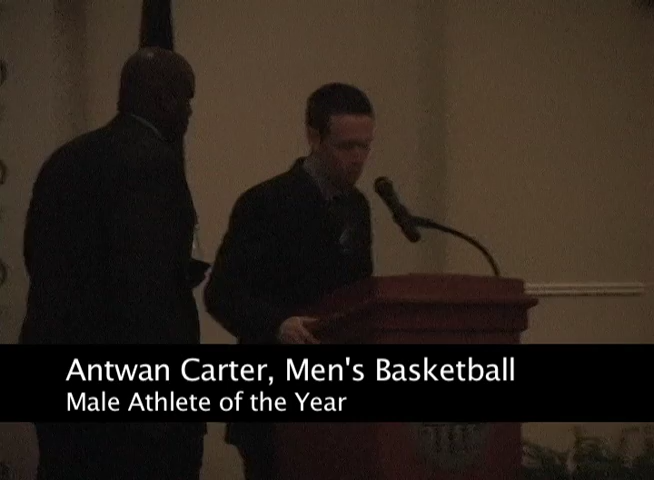 Antwan Carter, Men's Basketball
Male Athlete of the Year